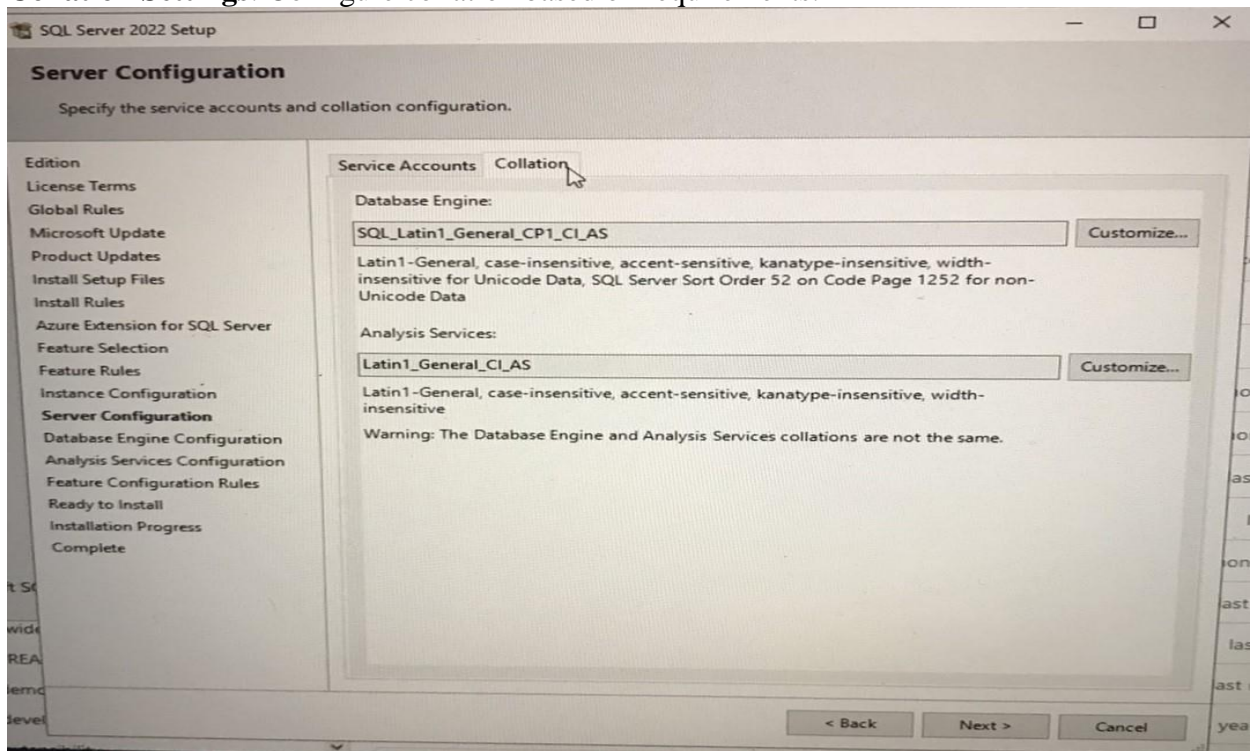 SQL Server 2022 Setup
Server Configuration
Specify the service accounts and collation configuration.
Edition
License Terms
Global Rules
Microsoft Update
Product Updates
Install Setup Files
Install Rules
Azure Extension for SQL Server
Feature Selection
Feature Rules
Instance Configuration
Server Configuration
Database Engine Configuration
Analysis Services Configuration
Feature Configuration Rules
Ready to Install
Installation Progress
Complete
Service Accounts Collation
Database Engine:
SQL_Latin1_General_CP1_CI_AS Customize...
Latin1-General, case-insensitive, accent-sensitive, kanatype-insensitive, width-
insensitive for Unicode Data, SQL Server Sort Order 52 on Code Page 1252 for non-
Unicode Data
Analysis Services:
Latin1_General_CI_AS Customize...
Latin1-General, case-insensitive, accent-sensitive, kanatype-insensitive, width-
insensitive
Warning: The Database Engine and Analysis Services collations are not the same.
< Back Next > Cancel